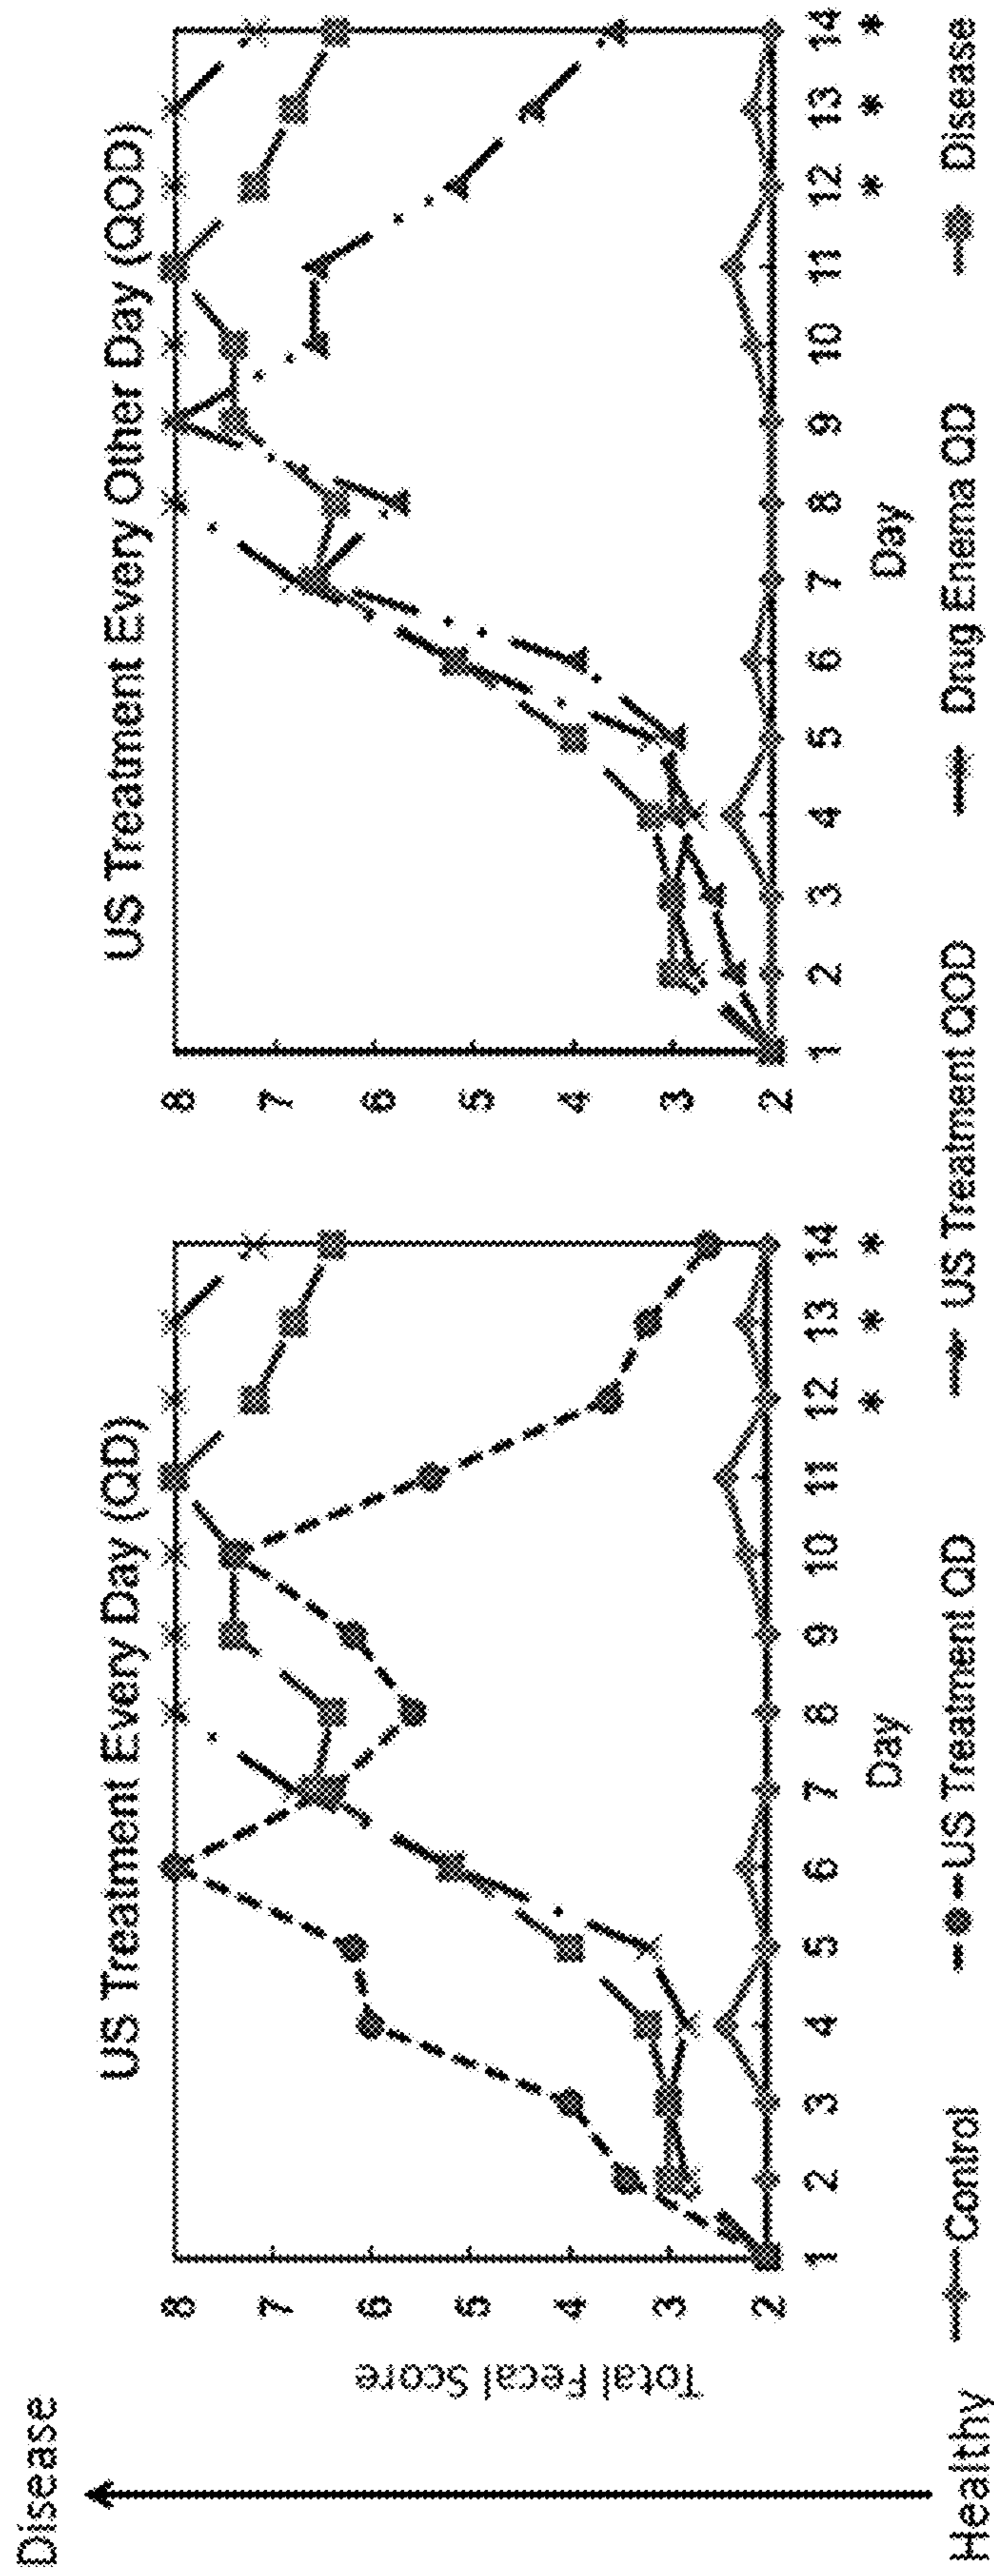 Disease
US Treatment Every Day (QD)
US Treatment Every Other Day (QOD)
Total Fecal Score
8
7
6
5
4
3
2
1 2 3 4 5 6 7 8 9 10 11 12 13 14
Day
* * *
8
7
6
5
4
3
2
1 2 3 4 5 6 7 8 9 10 11 12 13 14
Day
* * *
Healthy
Control US Treatment QD US Treatment QOD Drug Enema QD Disease